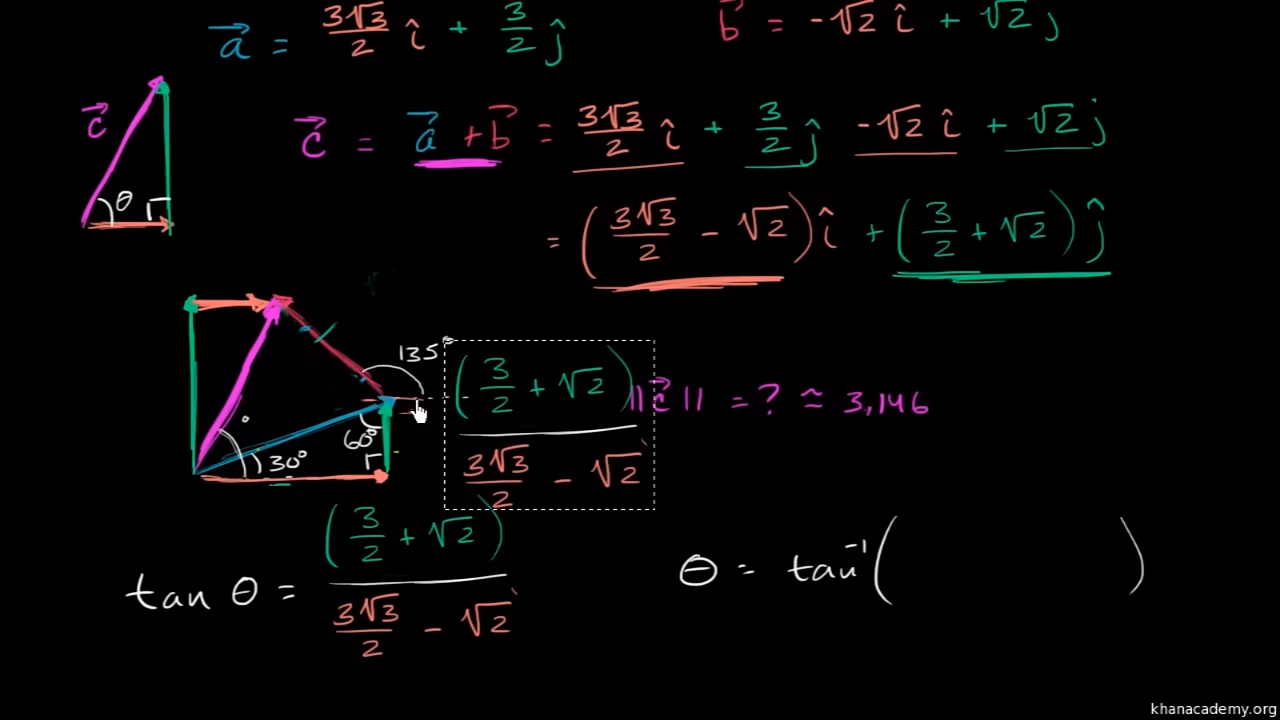 a⃗ = 3√3/2 î + 3/2 ĵ
b⃗ = -√2 î + √2 j
c⃗
θ
c⃗ = a⃗ + b⃗ = 3√3/2 î + 3/2 ĵ -√2 î + √2 j
= (3√3/2 - √2) î + (3/2 + √2) ĵ
135°
60°
30°
(3/2 + √2) / (3√3/2 - √2)
||c⃗|| = ? ≈ 3.146
tan θ = (3/2 + √2) / (3√3/2 - √2)
θ = tan⁻¹( )
khanacademy.org